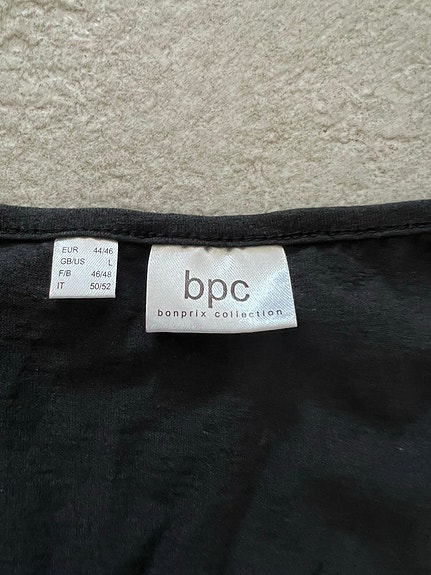 EUR 44/46
GB/US L
F/B 46/48
IT 50/52
bpc
bonprix collection